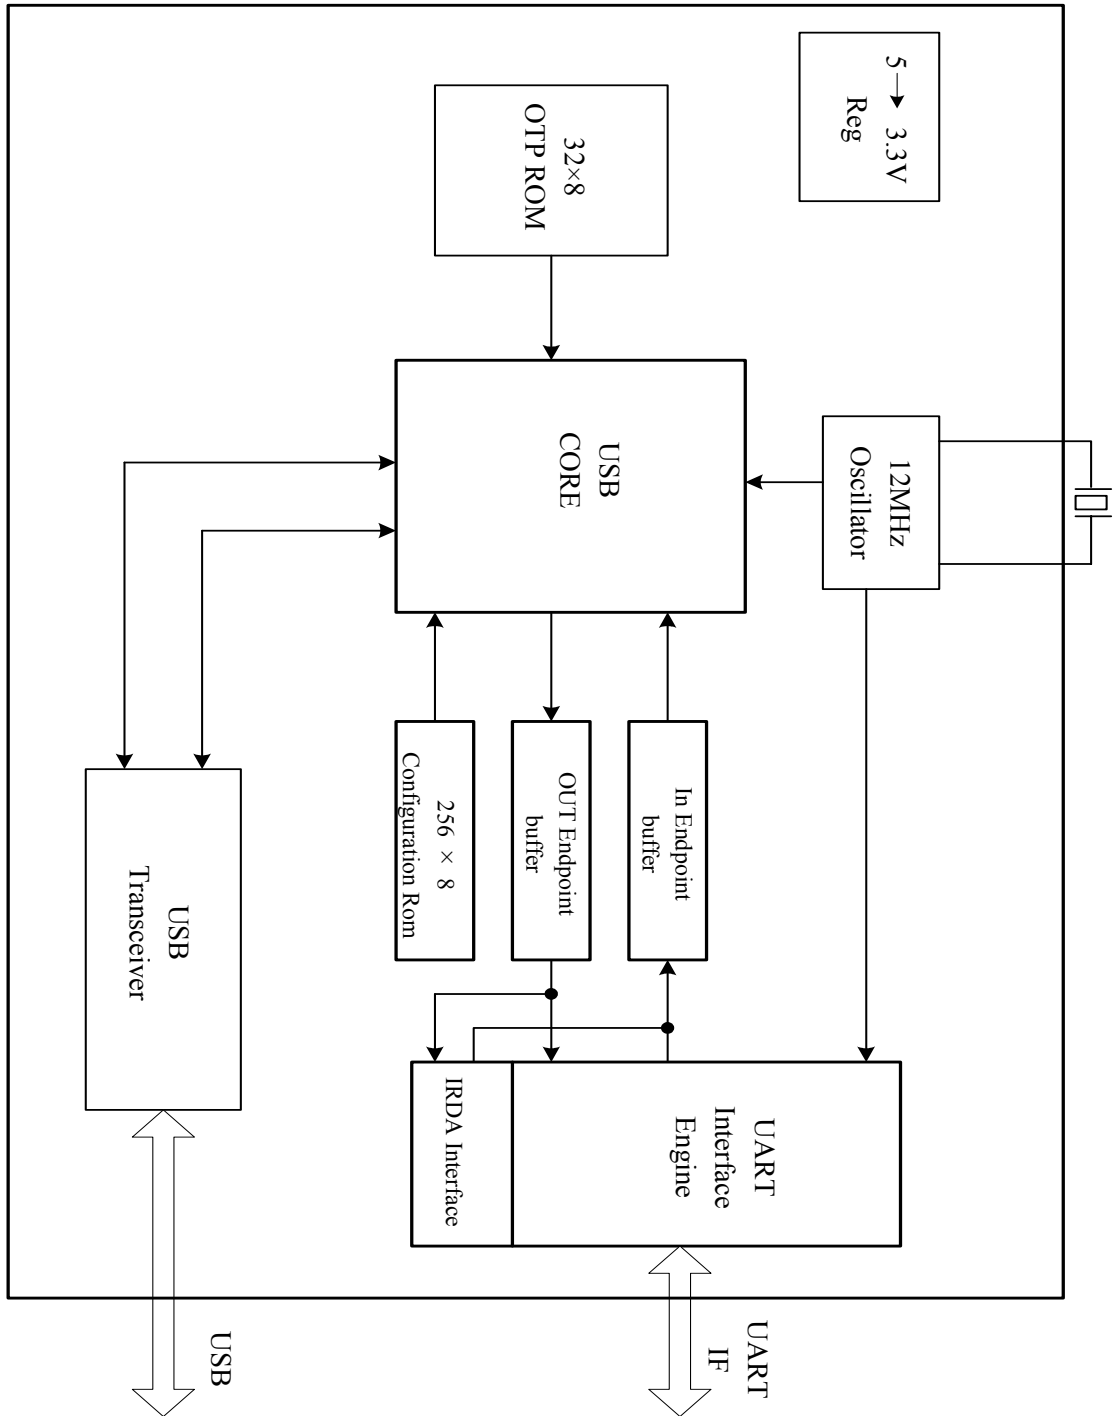 5 → 3.3V
Reg
12MHz
Oscillator
32×8
OTP ROM
USB
CORE
In Endpoint
buffer
OUT Endpoint
buffer
256 × 8
Configuration Rom
UART
Interface
Engine
IRDA Interface
USB
Transceiver
UART
IF
USB